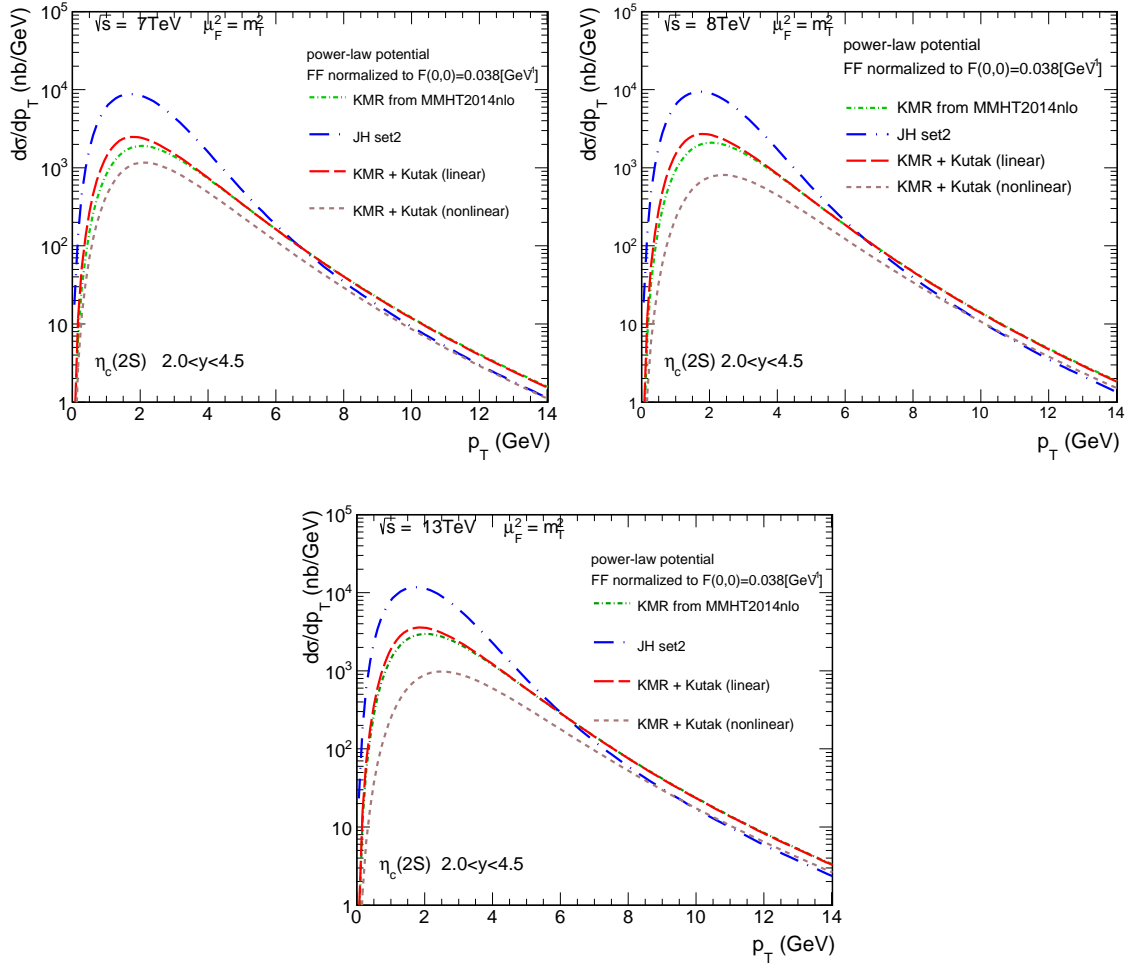 √s = 7TeV μ_F^2 = m_T^2
power-law potential
FF normalized to F(0,0)=0.038[GeV^1]
KMR from MMHT2014nlo
JH set2
KMR + Kutak (linear)
KMR + Kutak (nonlinear)
η_c(2S) 2.0<y<4.5
dσ/dp_T (nb/GeV)
10^5
10^4
10^3
10^2
10
1
0 2 4 6 8 10 12 14
p_T (GeV)
√s = 8TeV μ_F^2 = m_T^2
power-law potential
FF normalized to F(0,0)=0.038[GeV^1]
KMR from MMHT2014nlo
JH set2
KMR + Kutak (linear)
KMR + Kutak (nonlinear)
η_c(2S) 2.0<y<4.5
dσ/dp_T (nb/GeV)
10^5
10^4
10^3
10^2
10
1
0 2 4 6 8 10 12 14
p_T (GeV)
√s = 13TeV μ_F^2 = m_T^2
power-law potential
FF normalized to F(0,0)=0.038[GeV^1]
KMR from MMHT2014nlo
JH set2
KMR + Kutak (linear)
KMR + Kutak (nonlinear)
η_c(2S) 2.0<y<4.5
dσ/dp_T (nb/GeV)
10^5
10^4
10^3
10^2
10
1
0 2 4 6 8 10 12 14
p_T (GeV)